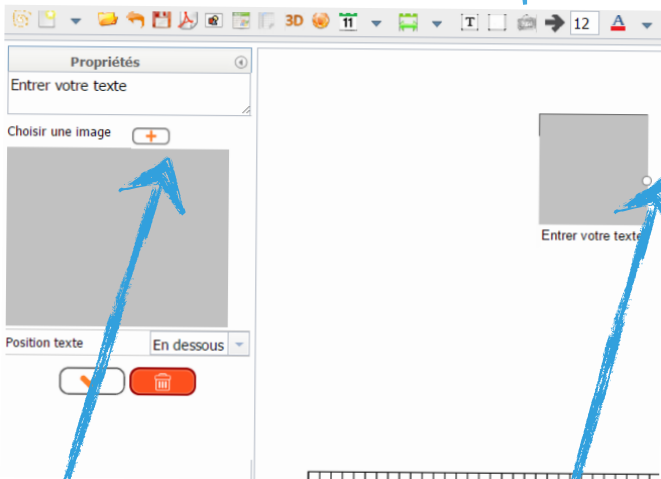 3D 11 T 12 A
Propriétés
Entrer votre texte
Choisir une image
Entrer votre texte
Position texte En dessous